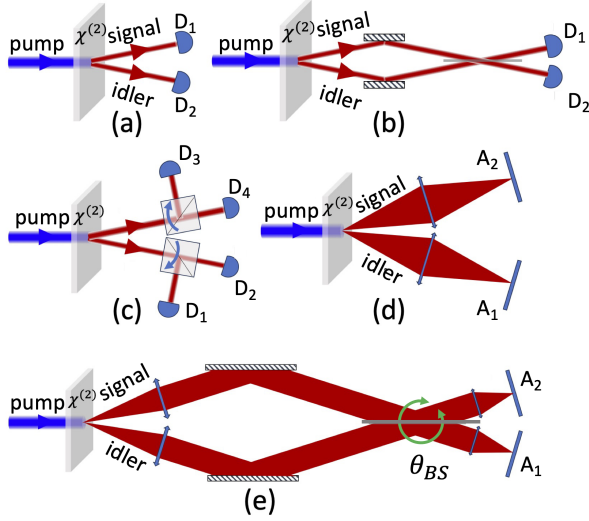 pump χ⁽²⁾ signal D₁
idler D₂
(a)
pump χ⁽²⁾ signal D₁
idler D₂
(b)
pump χ⁽²⁾ D₃
D₄
D₂
D₁
(c)
pump χ⁽²⁾ signal A₂
idler A₁
(d)
pump χ⁽²⁾ signal A₂
idler θ_BS A₁
(e)